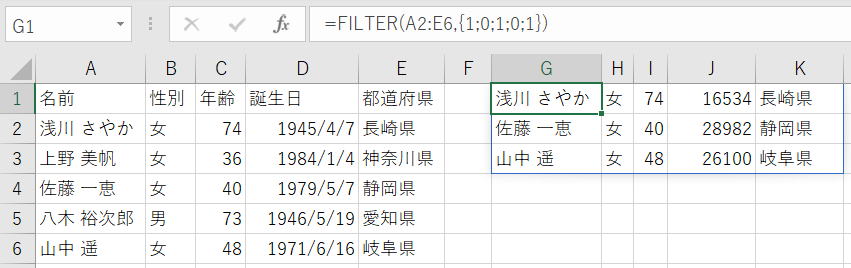 G1 fx =FILTER(A2:E6,{1;0;1;0;1})
A B C D E F G H I J K
1 名前 性別 年齢 誕生日 都道府県 浅川 さやか 女 74 16534 長崎県
2 浅川 さやか 女 74 1945/4/7 長崎県 佐藤 一恵 女 40 28982 静岡県
3 上野 美帆 女 36 1984/1/4 神奈川県 山中 遥 女 48 26100 岐阜県
4 佐藤 一恵 女 40 1979/5/7 静岡県
5 八木 裕次郎 男 73 1946/5/19 愛知県
6 山中 遥 女 48 1971/6/16 岐阜県